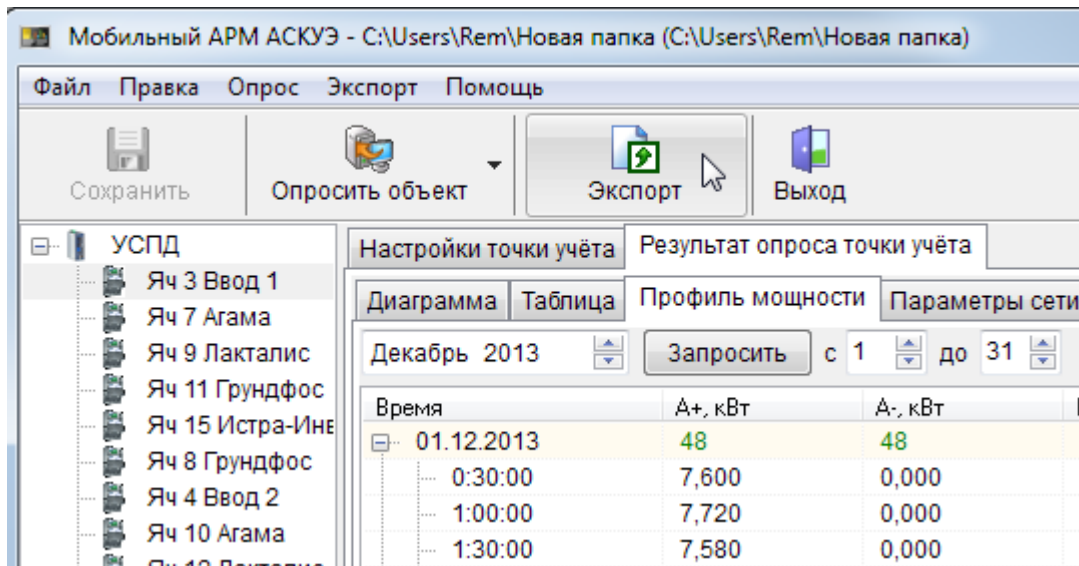 Мобильный АРМ АСКУЭ - C:\Users\Rem\Новая папка (C:\Users\Rem\Новая папка)
Файл Правка Опрос Экспорт Помощь
Сохранить Опросить объект Экспорт Выход
УСПД
Яч 3 Ввод 1
Яч 7 Агама
Яч 9 Лакталис
Яч 11 Грундфос
Яч 15 Истра-Инв
Яч 8 Грундфос
Яч 4 Ввод 2
Яч 10 Агама
Настройки точки учёта Результат опроса точки учёта
Диаграмма Таблица Профиль мощности Параметры сети
Декабрь 2013 Запросить с 1 до 31
Время А+, кВт А-, кВт
01.12.2013 48 48
0:30:00 7,600 0,000
1:00:00 7,720 0,000
1:30:00 7,580 0,000